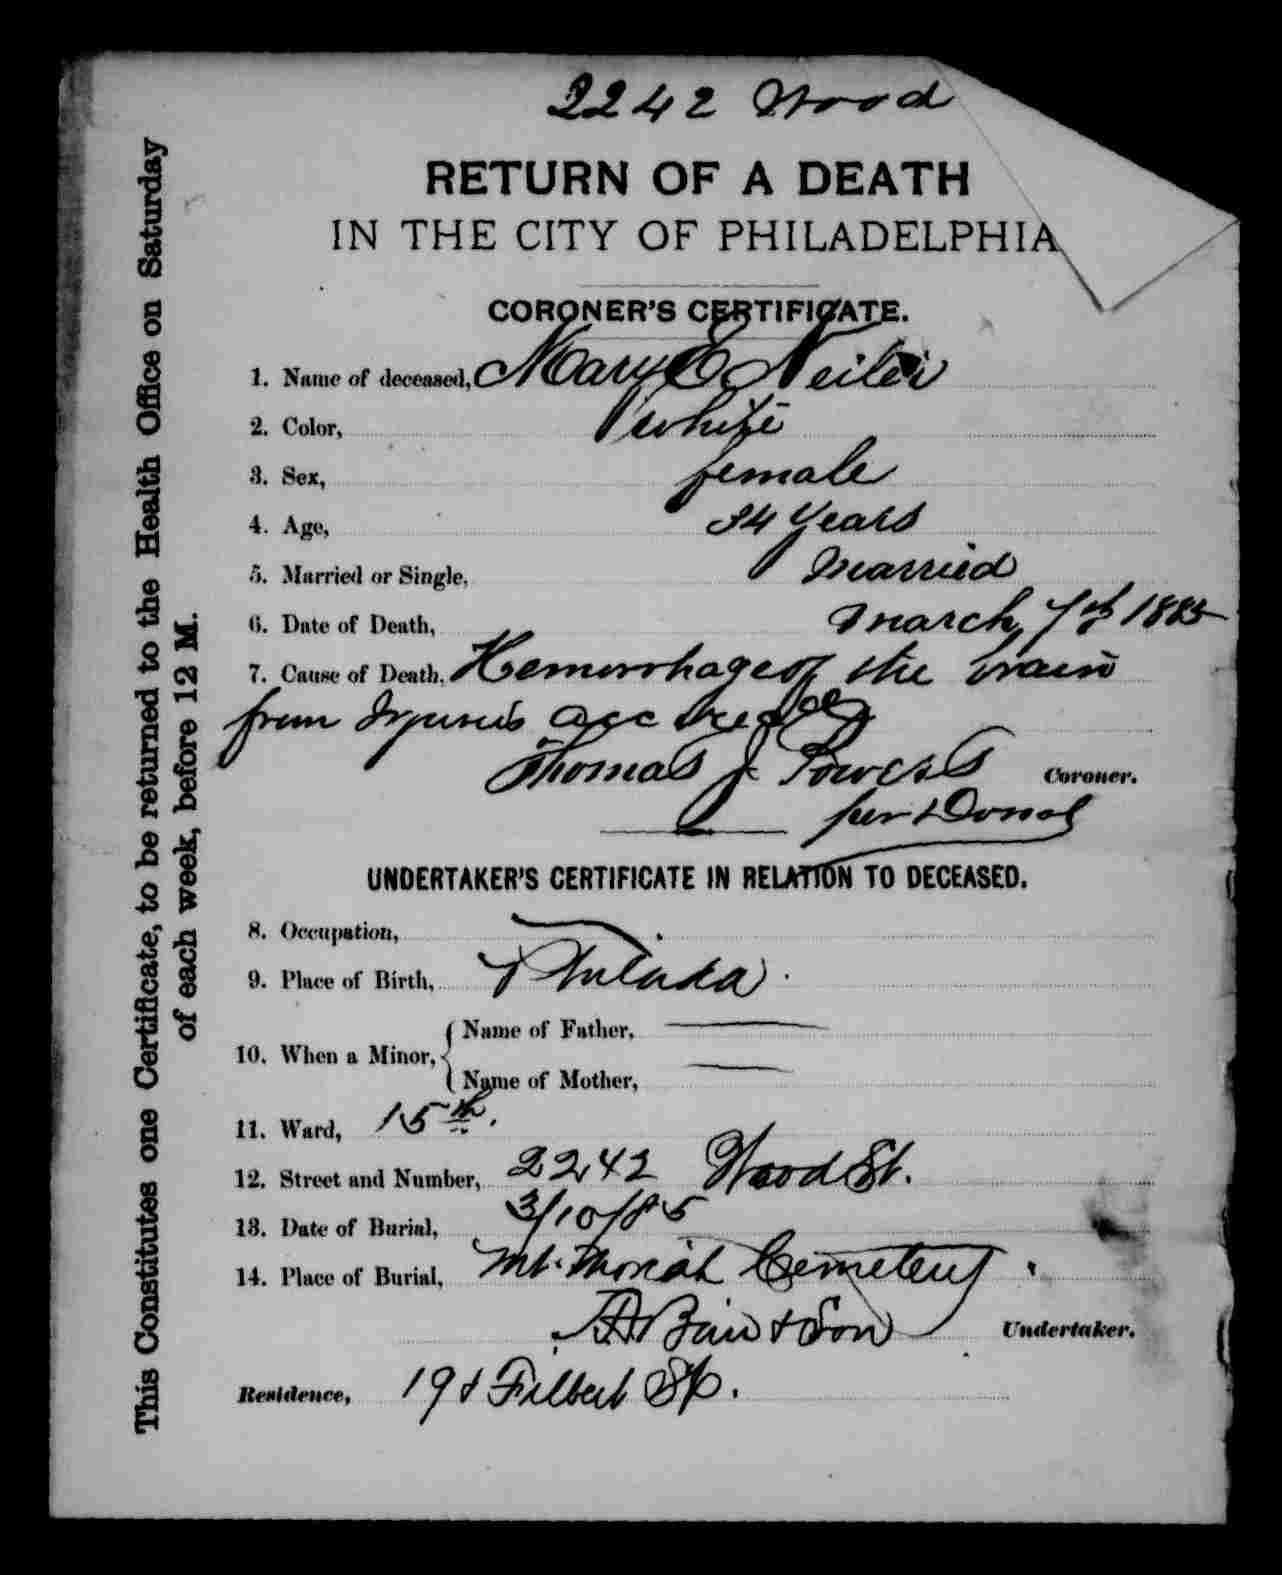 2242 Wood
RETURN OF A DEATH
IN THE CITY OF PHILADELPHIA
CORONER'S CERTIFICATE.
1. Name of deceased, Mary E.
2. Color, white
3. Sex, female
4. Age, 34 Years
5. Married or Single, Married
6. Date of Death, March 7th 1885
7. Cause of Death, Hemorrhage of the brain
from Injuries
Thomas J Powers Coroner.
per
UNDERTAKER'S CERTIFICATE IN RELATION TO DECEASED.
8. Occupation,
9. Place of Birth, Philada
10. When a Minor, Name of Father,
Name of Mother,
11. Ward, 15th.
12. Street and Number, 2242 Wood St.
13. Date of Burial, 3/10/85
14. Place of Burial, Mt. Moriah Cemetery.
Bair & Son Undertaker.
Residence, 19 & Filbert St.
This Constitutes one Certificate, to be returned to the Health Office on Saturday
of each week, before 12 M.